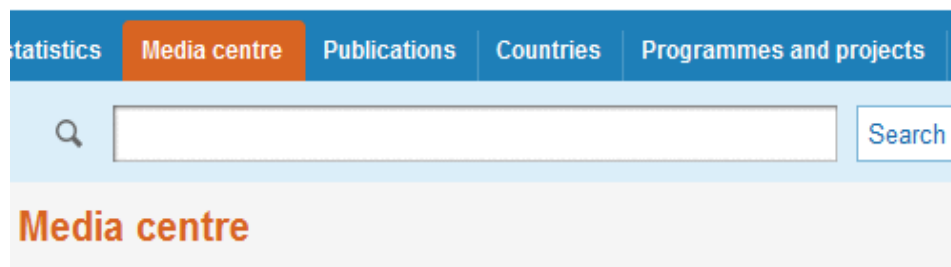 statistics Media centre Publications Countries Programmes and projects
Search
Media centre